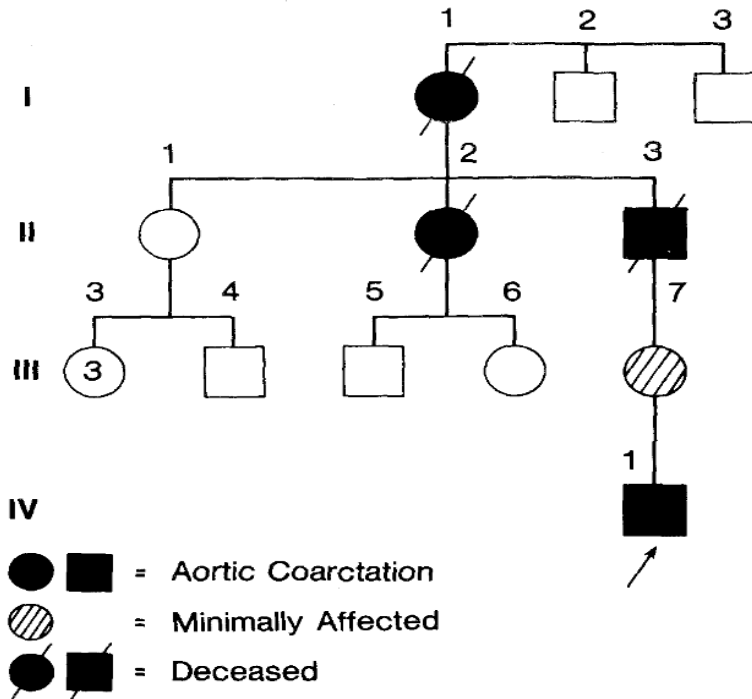 1 2 3
I
1 2 3
II
3 4 5 6 7
III 3
1
IV
= Aortic Coarctation
= Minimally Affected
= Deceased